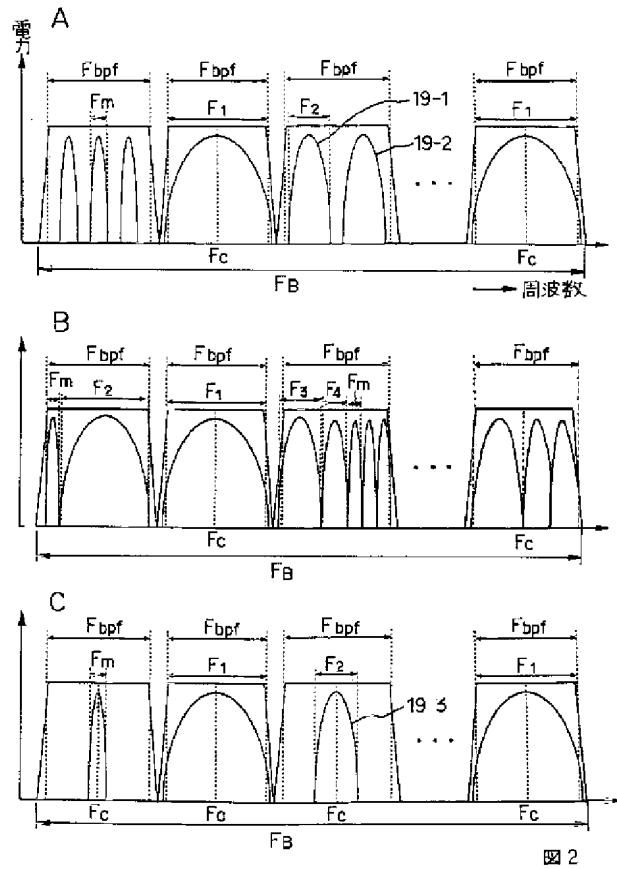 A
電力
Fbpf Fbpf Fbpf Fbpf
Fm F1 F2 19-1 F1
19-2
Fc Fc
FB 周波数
B
Fbpf Fbpf Fbpf Fbpf
Fm F2 F1 F3 F4 Fm
Fc Fc
FB
C
Fbpf Fbpf Fbpf Fbpf
Fm F1 F2 F1
19 3
Fc Fc Fc Fc
FB
図2